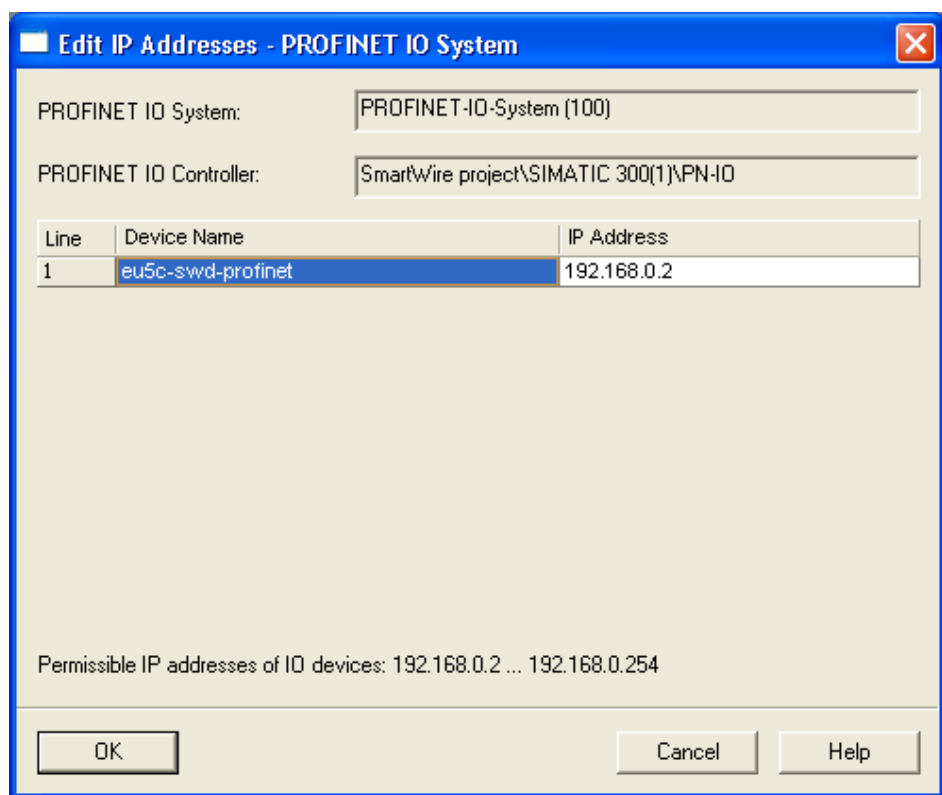 Edit IP Addresses - PROFINET IO System
PROFINET IO System: PROFINET-IO-System (100)
PROFINET IO Controller: SmartWire project\SIMATIC 300(1)\PN-IO
Line Device Name IP Address
1 eu5c-swd-profinet 192.168.0.2
Permissible IP addresses of IO devices: 192.168.0.2 ... 192.168.0.254
OK Cancel Help